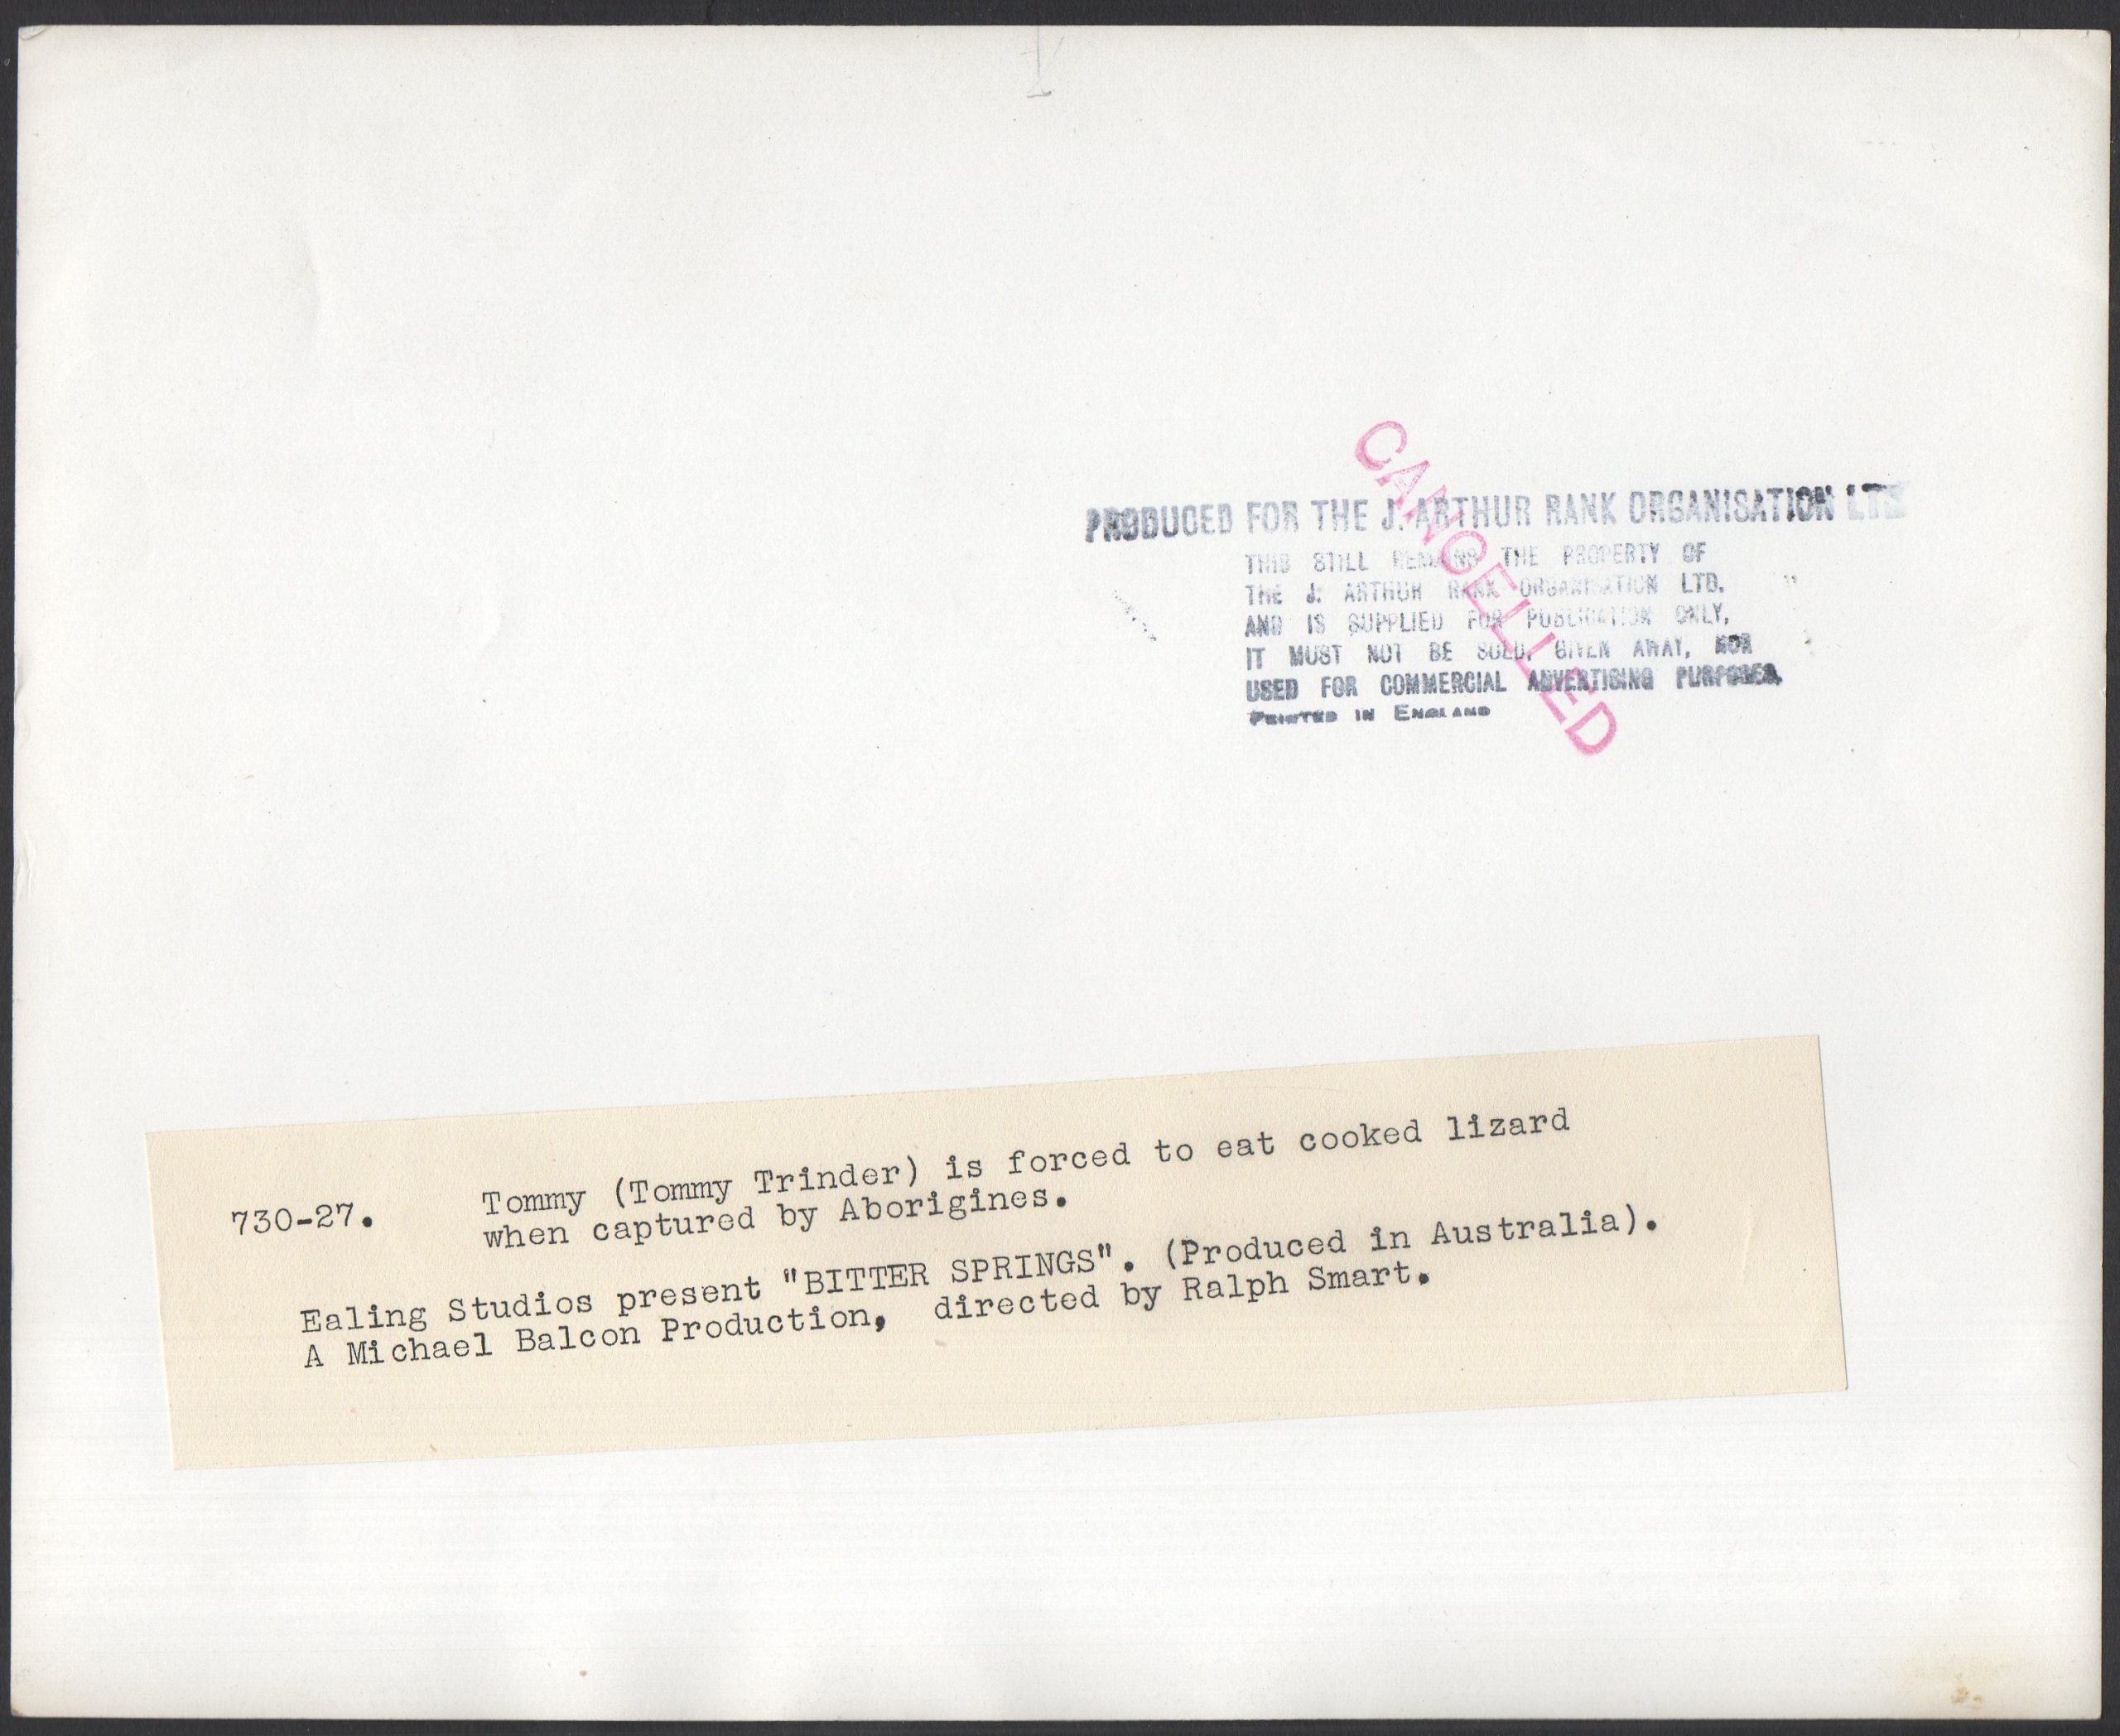 PRODUCED FOR THE J. ARTHUR RANK ORGANISATION LTD
THIS STILL REMAINS THE PROPERTY OF
THE J. ARTHUR RANK ORGANISATION LTD.
AND IS SUPPLIED FOR PUBLICATION ONLY,
IT MUST NOT BE SOLD, GIVEN AWAY, NOR
USED FOR COMMERCIAL ADVERTISING PURPOSES.
PRINTED IN ENGLAND
CANCELLED
730-27. Tommy (Tommy Trinder) is forced to eat cooked lizard
when captured by Aborigines.
Ealing Studios present "BITTER SPRINGS". (Produced in Australia).
A Michael Balcon Production, directed by Ralph Smart.